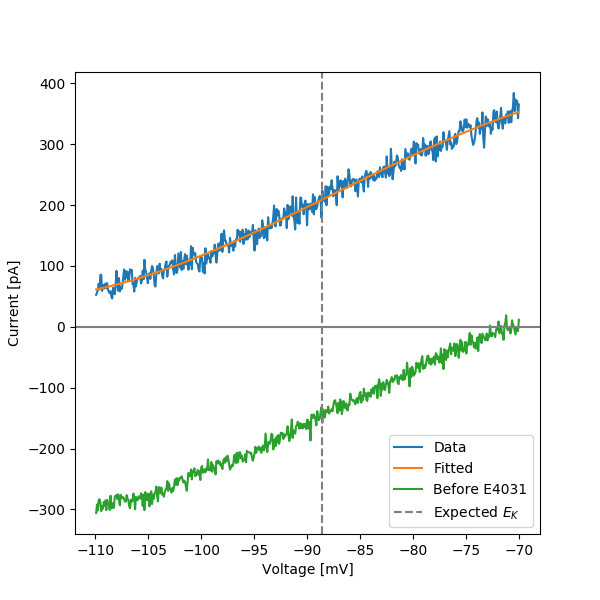 400
300
200
100
0
−100
−200
−300
Current [pA]
−110 −105 −100 −95 −90 −85 −80 −75 −70
Voltage [mV]
Data
Fitted
Before E4031
Expected E_K